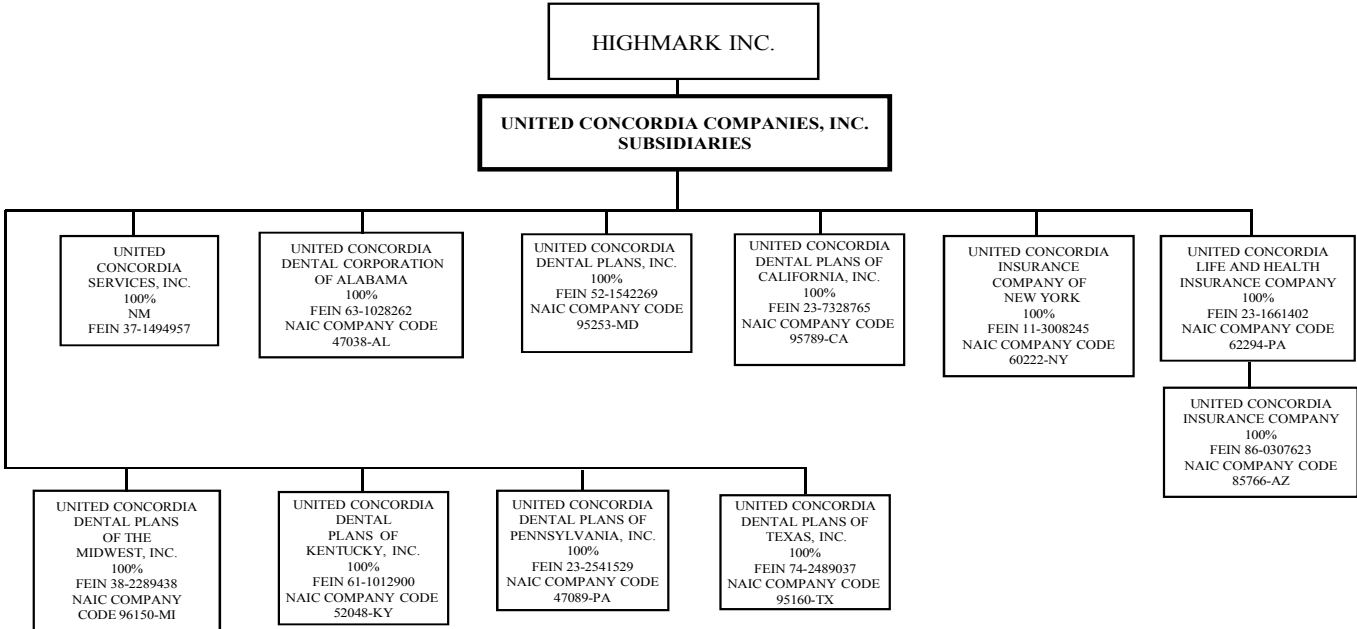 HIGHMARK INC.
UNITED CONCORDIA COMPANIES, INC.
SUBSIDIARIES
UNITED
CONCORDIA
SERVICES, INC.
100%
NM
FEIN 37-1494957
UNITED CONCORDIA
DENTAL CORPORATION
OF ALABAMA
100%
FEIN 63-1028262
NAIC COMPANY CODE
47038-AL
UNITED CONCORDIA
DENTAL PLANS, INC.
100%
FEIN 52-1542269
NAIC COMPANY CODE
95253-MD
UNITED CONCORDIA
DENTAL PLANS OF
CALIFORNIA, INC.
100%
FEIN 23-7328765
NAIC COMPANY CODE
95789-CA
UNITED CONCORDIA
INSURANCE
COMPANY OF
NEW YORK
100%
FEIN 11-3008245
NAIC COMPANY CODE
60222-NY
UNITED CONCORDIA
LIFE AND HEALTH
INSURANCE COMPANY
100%
FEIN 23-1661402
NAIC COMPANY CODE
62294-PA
UNITED CONCORDIA
INSURANCE COMPANY
100%
FEIN 86-0307623
NAIC COMPANY CODE
85766-AZ
UNITED CONCORDIA
DENTAL PLANS
OF THE
MIDWEST, INC.
100%
FEIN 38-2289438
NAIC COMPANY
CODE 96150-MI
UNITED CONCORDIA
DENTAL
PLANS OF
KENTUCKY, INC.
100%
FEIN 61-1012900
NAIC COMPANY CODE
52048-KY
UNITED CONCORDIA
DENTAL PLANS OF
PENNSYLVANIA, INC.
100%
FEIN 23-2541529
NAIC COMPANY CODE
47089-PA
UNITED CONCORDIA
DENTAL PLANS OF
TEXAS, INC.
100%
FEIN 74-2489037
NAIC COMPANY CODE
95160-TX